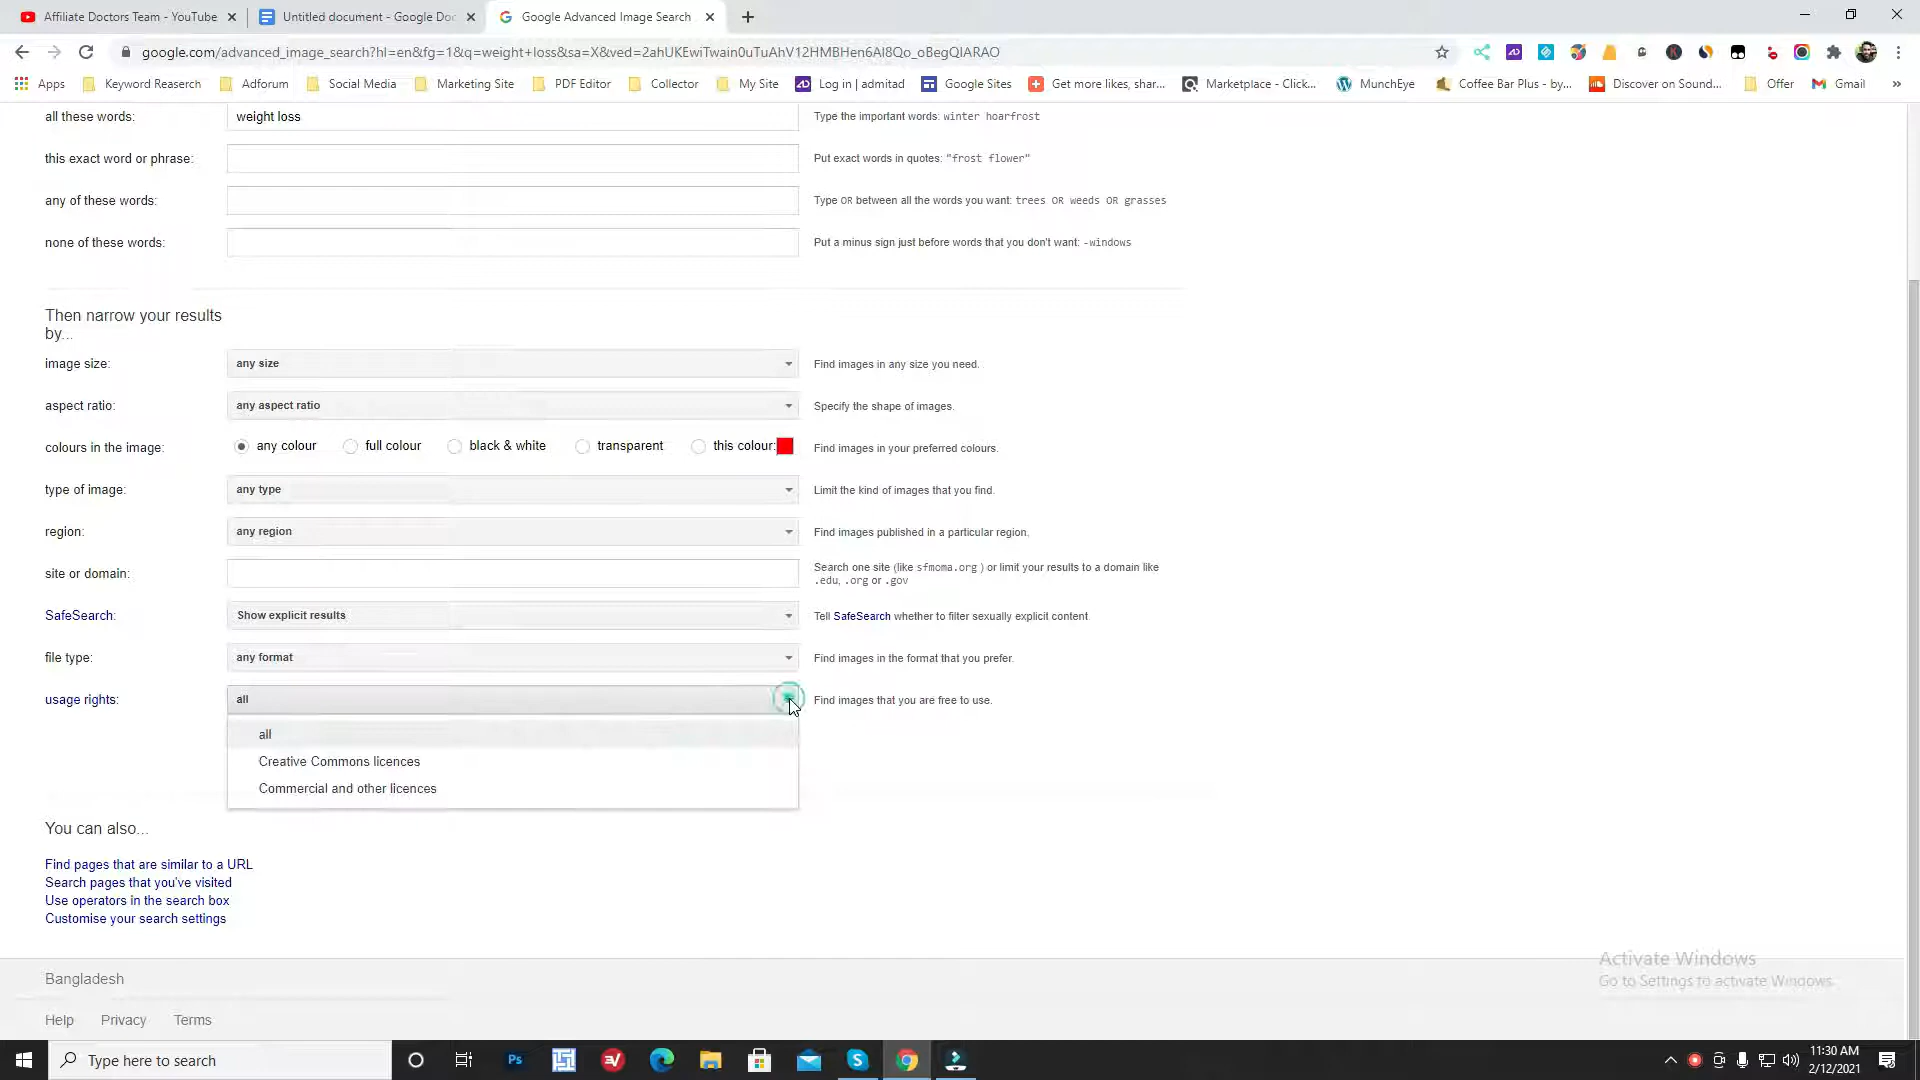 Affiliate Doctors Team - YouTube
Untitled document - Google Doc
Google Advanced Image Search
google.com/advanced_image_search?hl=en&fg=1&q=weight+loss&sa=X&ved=2ahUKEwiTwain0uTuAhV12HMBHen6AI8Qo_oBegQIARAO
Apps
Keyword Reaserch
Adforum
Social Media
Marketing Site
PDF Editor
Collector
My Site
Log in | admitad
Google Sites
Get more likes, shar...
Marketplace - Click...
MunchEye
Coffee Bar Plus - by...
Discover on Sound...
Offer
Gmail
»
all these words:
weight loss
Type the important words: winter hoarfrost
this exact word or phrase:
Put exact words in quotes: "frost flower"
any of these words:
Type OR between all the words you want: trees OR weeds OR grasses
none of these words:
Put a minus sign just before words that you don't want: -windows
Then narrow your results
by...
image size:
any size
Find images in any size you need.
aspect ratio:
any aspect ratio
Specify the shape of images.
colours in the image:
any colour
full colour
black & white
transparent
this colour:
Find images in your preferred colours.
type of image:
any type
Limit the kind of images that you find.
region:
any region
Find images published in a particular region.
site or domain:
Search one site (like sfmoma.org ) or limit your results to a domain like
.edu, .org or .gov
SafeSearch:
Show explicit results
Tell SafeSearch whether to filter sexually explicit content
file type:
any format
Find images in the format that you prefer.
usage rights:
all
Find images that you are free to use.
all
Creative Commons licences
Commercial and other licences
You can also...
Find pages that are similar to a URL
Search pages that you've visited
Use operators in the search box
Customise your search settings
Activate Windows
Go to Settings to activate Windows.
Bangladesh
Help
Privacy
Terms
Type here to search
Ps
11:30 AM
2/12/2021